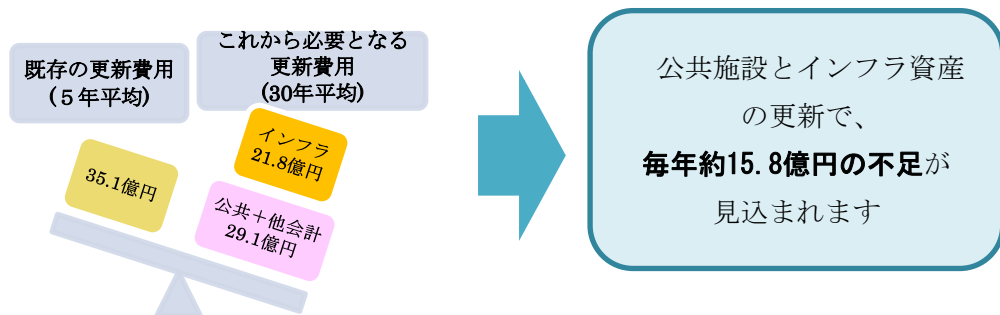 既存の更新費用
(５年平均)
これから必要となる
更新費用
(30年平均)
35.1億円
インフラ
21.8億円
公共＋他会計
29.1億円
公共施設とインフラ資産
の更新で、
毎年約15.8億円の不足が
見込まれます